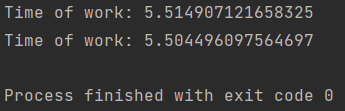 Time of work: 5.514907121658325
Time of work: 5.504496097564697
Process finished with exit code 0